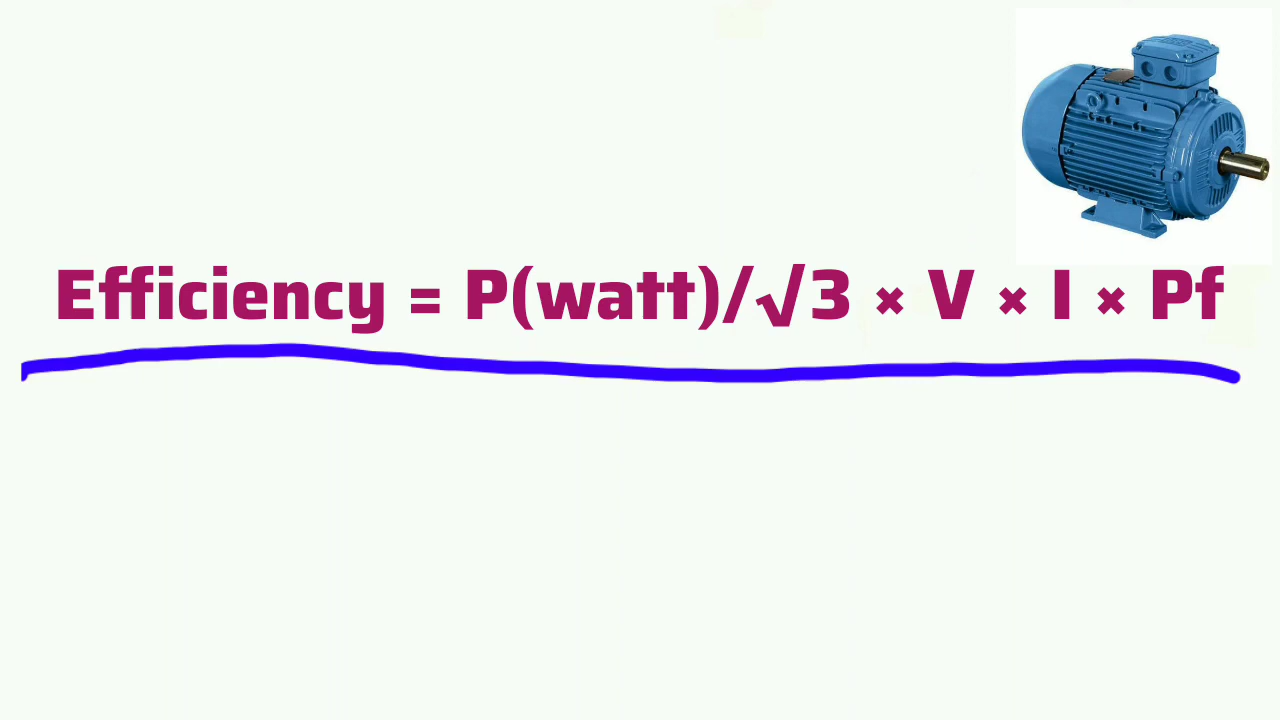 Efficiency = P(watt)/√3 × V × I × Pf